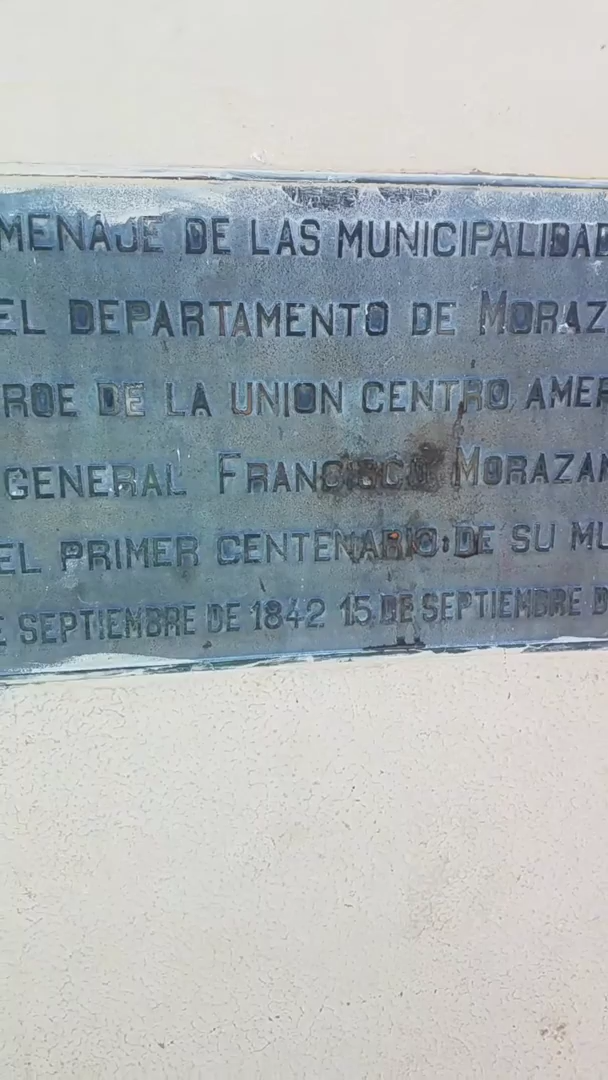 MENAJE DE LAS MUNICIPALIDAD
EL DEPARTAMENTO DE MORAZ
ROE DE LA UNION CENTRO AMER
GENERAL FRANCISCO MORAZAN
EL PRIMER CENTENARIO DE SU MU
E SEPTIEMBRE DE 1842 15 DE SEPTIEMBRE D